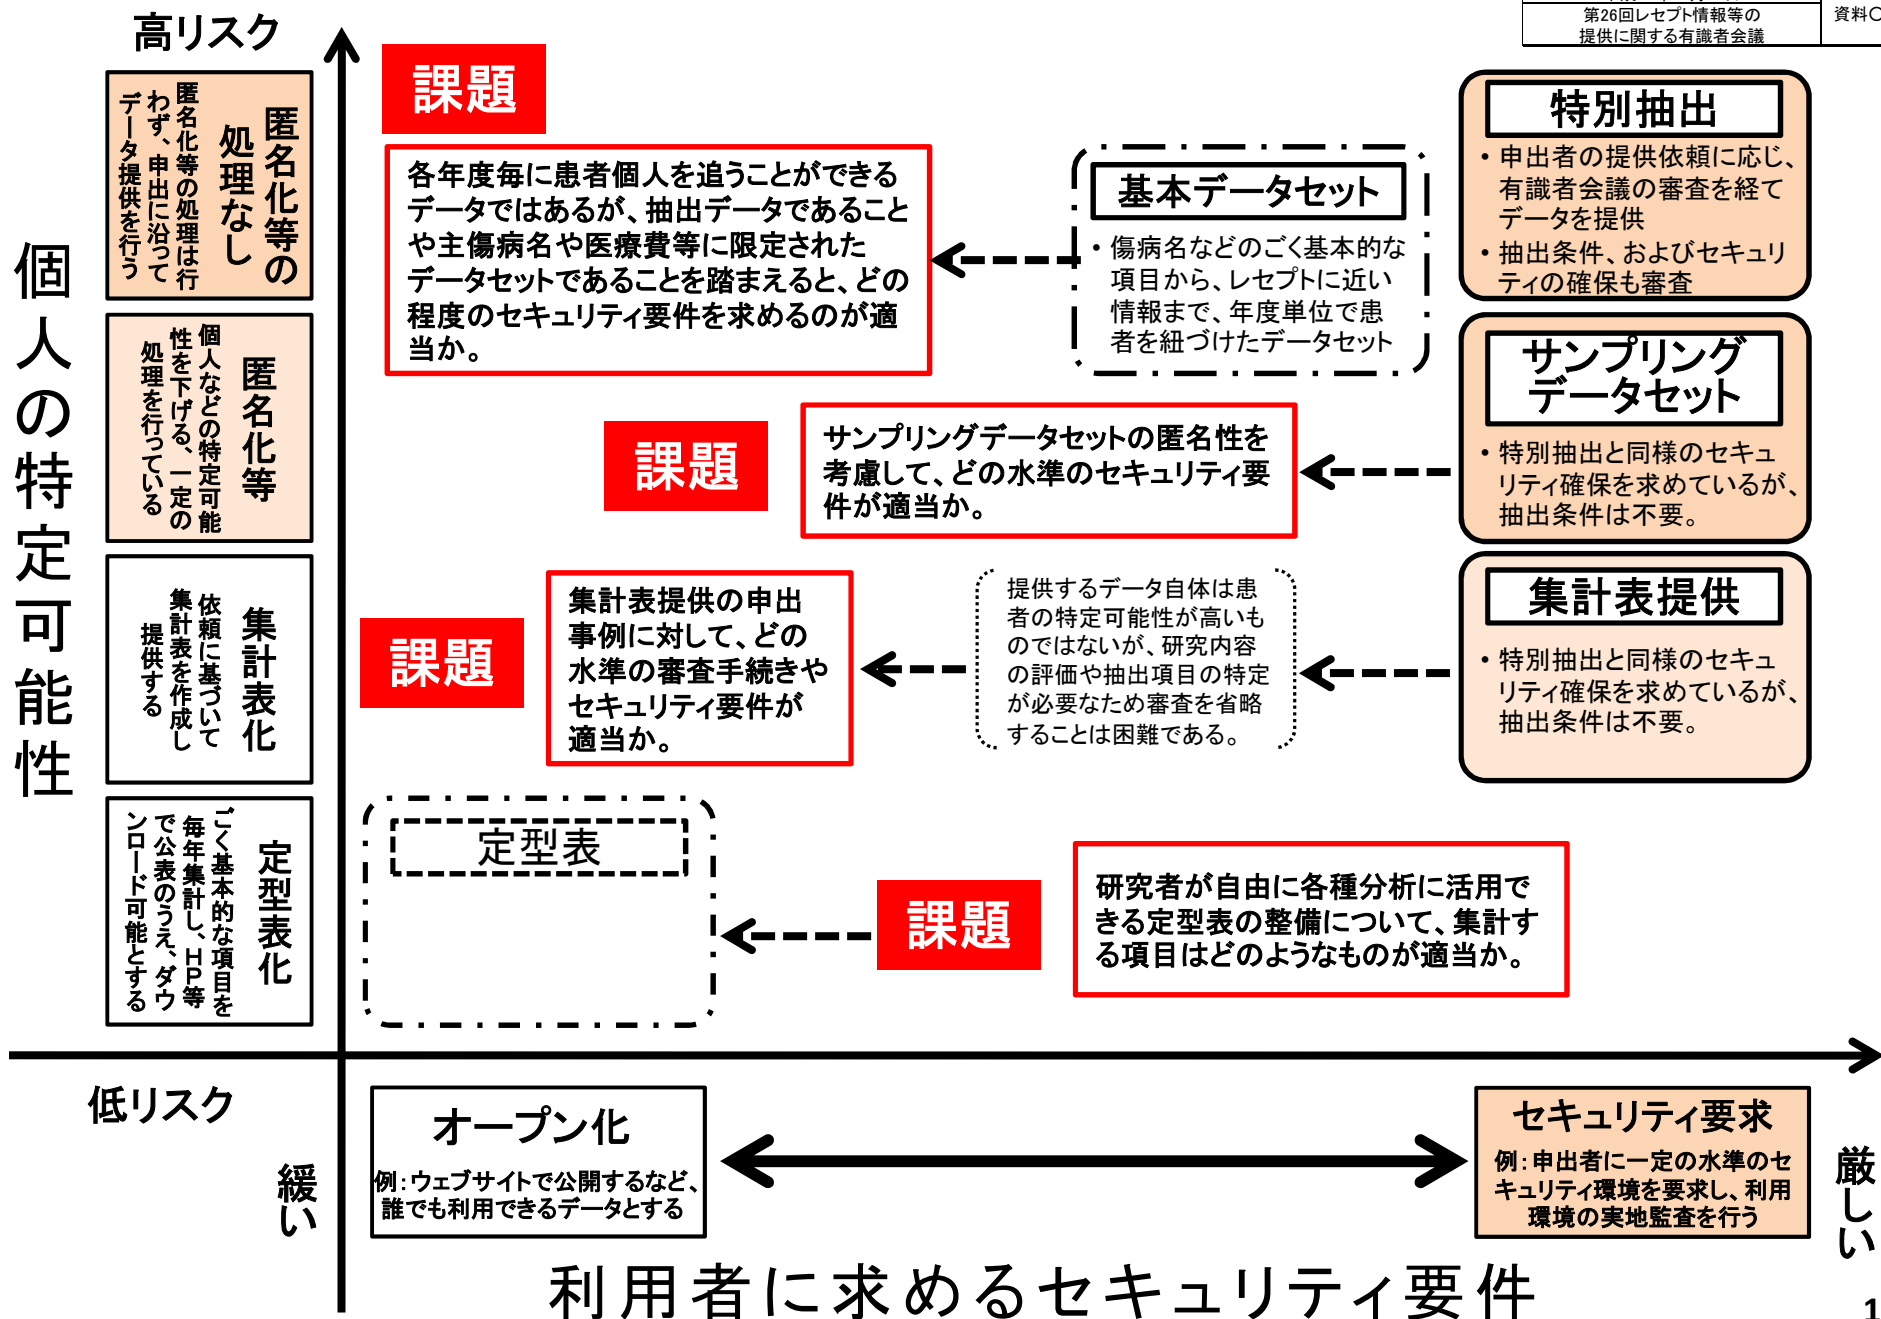 第26回レセプト情報等の
提供に関する有識者会議
資料○
高リスク
個人の特定可能性
匿名化等の
処理なし
匿名化等の処理は行
わず、申出に沿って
データ提供を行う
匿名化等
個人などの特定可能
性を下げる、一定の
処理を行っている
集計表化
依頼に基づいて
集計表を作成し
提供する
定型表化
ごく基本的な項目を
毎年集計し、HP等
で公表のうえ、ダウ
ンロード可能とする
低リスク
課題
各年度毎に患者個人を追うことができる
データではあるが、抽出データであること
や主傷病名や医療費等に限定された
データセットであることを踏まえると、どの
程度のセキュリティ要件を求めるのが適
当か。
基本データセット
・傷病名などのごく基本的な
項目から、レセプトに近い
情報まで、年度単位で患
者を紐づけたデータセット
特別抽出
・申出者の提供依頼に応じ、
有識者会議の審査を経て
データを提供
・抽出条件、およびセキュリ
ティの確保も審査
課題
サンプリングデータセットの匿名性を
考慮して、どの水準のセキュリティ要
件が適当か。
サンプリング
データセット
・特別抽出と同様のセキュ
リティ確保を求めているが、
抽出条件は不要。
課題
集計表提供の申出
事例に対して、どの
水準の審査手続きや
セキュリティ要件が
適当か。
提供するデータ自体は患
者の特定可能性が高いも
のではないが、研究内容
の評価や抽出項目の特定
が必要なため審査を省略
することは困難である。
集計表提供
・特別抽出と同様のセキュ
リティ確保を求めているが、
抽出条件は不要。
定型表
課題
研究者が自由に各種分析に活用で
きる定型表の整備について、集計す
る項目はどのようなものが適当か。
緩い
オープン化
例：ウェブサイトで公開するなど、
誰でも利用できるデータとする
セキュリティ要求
例：申出者に一定の水準のセ
キュリティ環境を要求し、利用
環境の実地監査を行う
厳しい
利用者に求めるセキュリティ要件
1